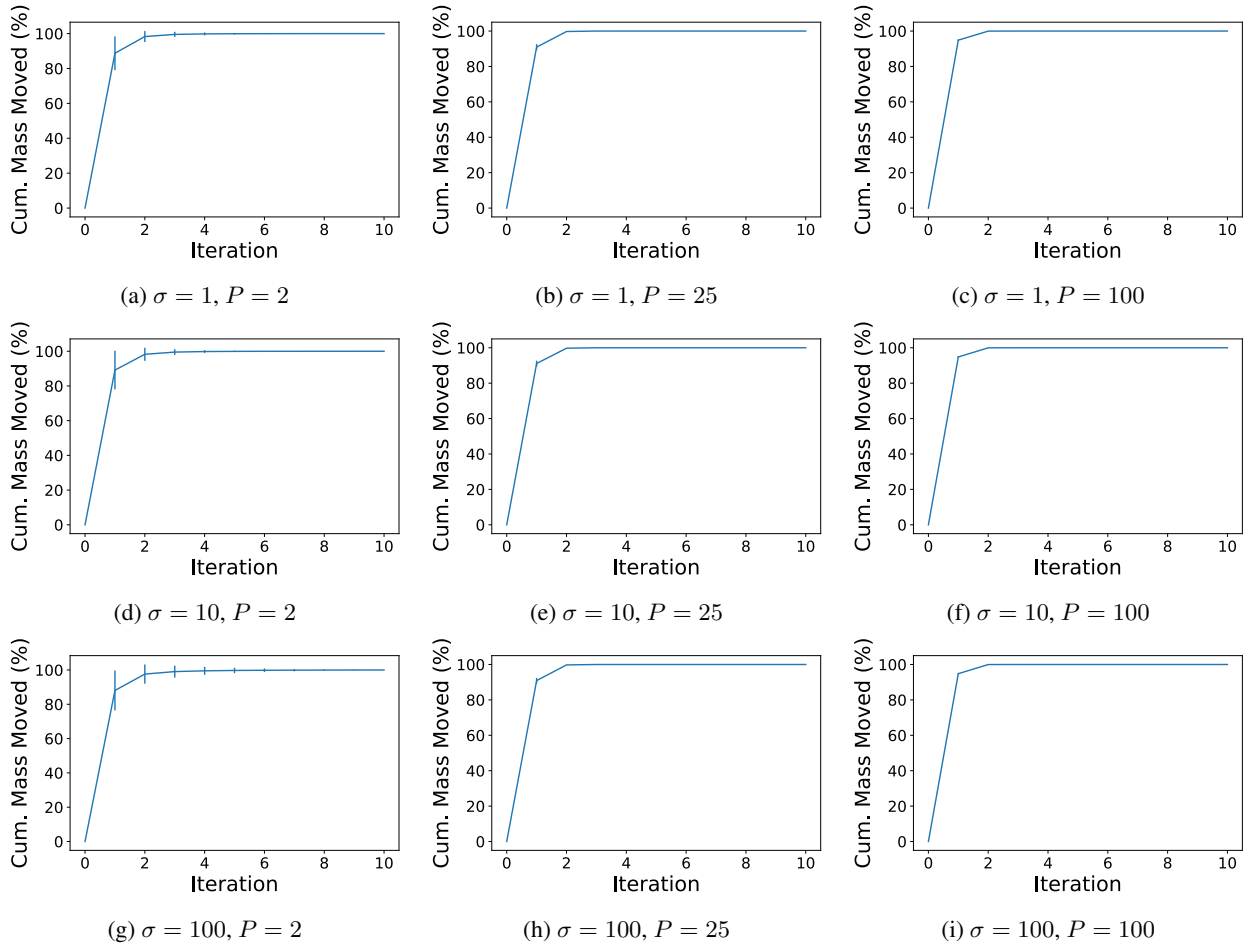 Cum. Mass Moved (%)
100
80
60
40
20
0
0 2 4 6 8 10
Iteration
(a) σ = 1, P = 2
Cum. Mass Moved (%)
100
80
60
40
20
0
0 2 4 6 8 10
Iteration
(b) σ = 1, P = 25
Cum. Mass Moved (%)
100
80
60
40
20
0
0 2 4 6 8 10
Iteration
(c) σ = 1, P = 100
Cum. Mass Moved (%)
100
80
60
40
20
0
0 2 4 6 8 10
Iteration
(d) σ = 10, P = 2
Cum. Mass Moved (%)
100
80
60
40
20
0
0 2 4 6 8 10
Iteration
(e) σ = 10, P = 25
Cum. Mass Moved (%)
100
80
60
40
20
0
0 2 4 6 8 10
Iteration
(f) σ = 10, P = 100
Cum. Mass Moved (%)
100
80
60
40
20
0
0 2 4 6 8 10
Iteration
(g) σ = 100, P = 2
Cum. Mass Moved (%)
100
80
60
40
20
0
0 2 4 6 8 10
Iteration
(h) σ = 100, P = 25
Cum. Mass Moved (%)
100
80
60
40
20
0
0 2 4 6 8 10
Iteration
(i) σ = 100, P = 100